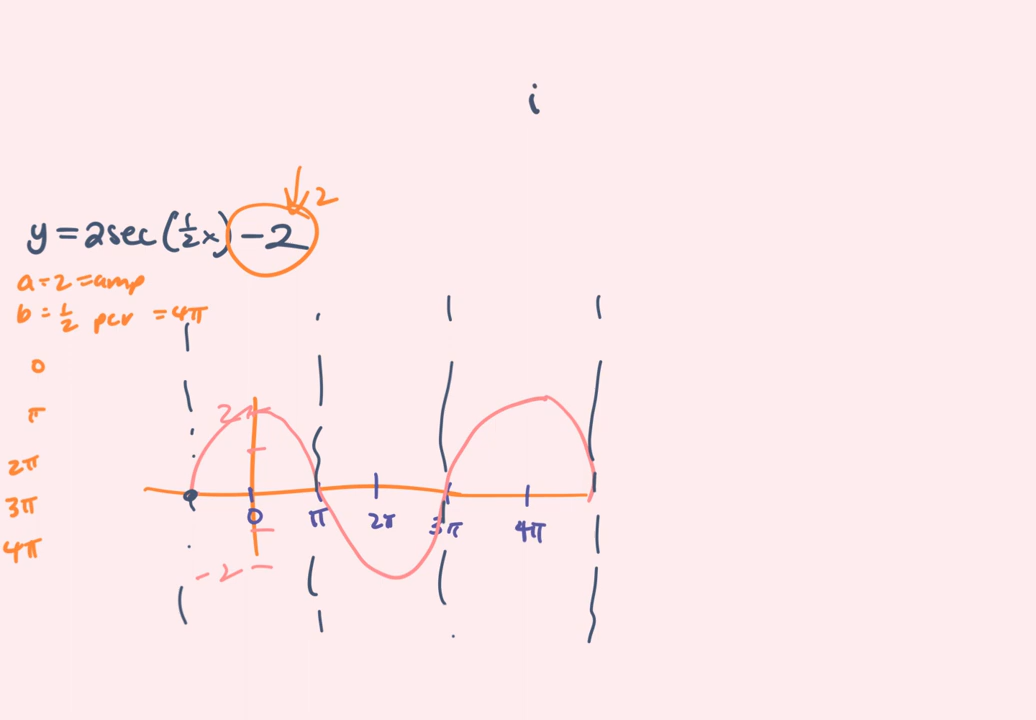 i
2
y = 2sec(1/2x) - 2
a = 2 = amp
b = 1/2 per = 4π
0
π
2π
3π
4π
2
0 π 2π 3π 4π
-2